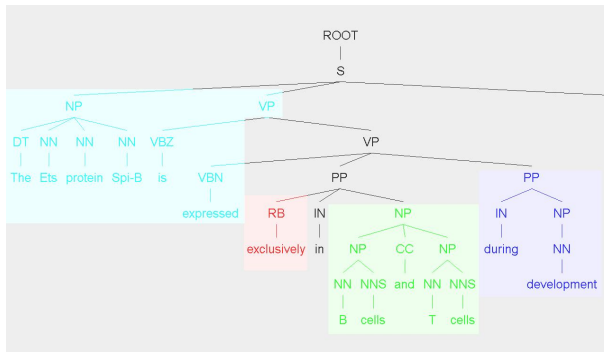 ROOT
S
NP VP
DT NN NN NN VBZ VP
The Ets protein Spi-B is VBN PP PP
expressed RB IN NP IN NP
exclusively in NP CC NP during NN
NN NNS and NN NNS development
B cells T cells